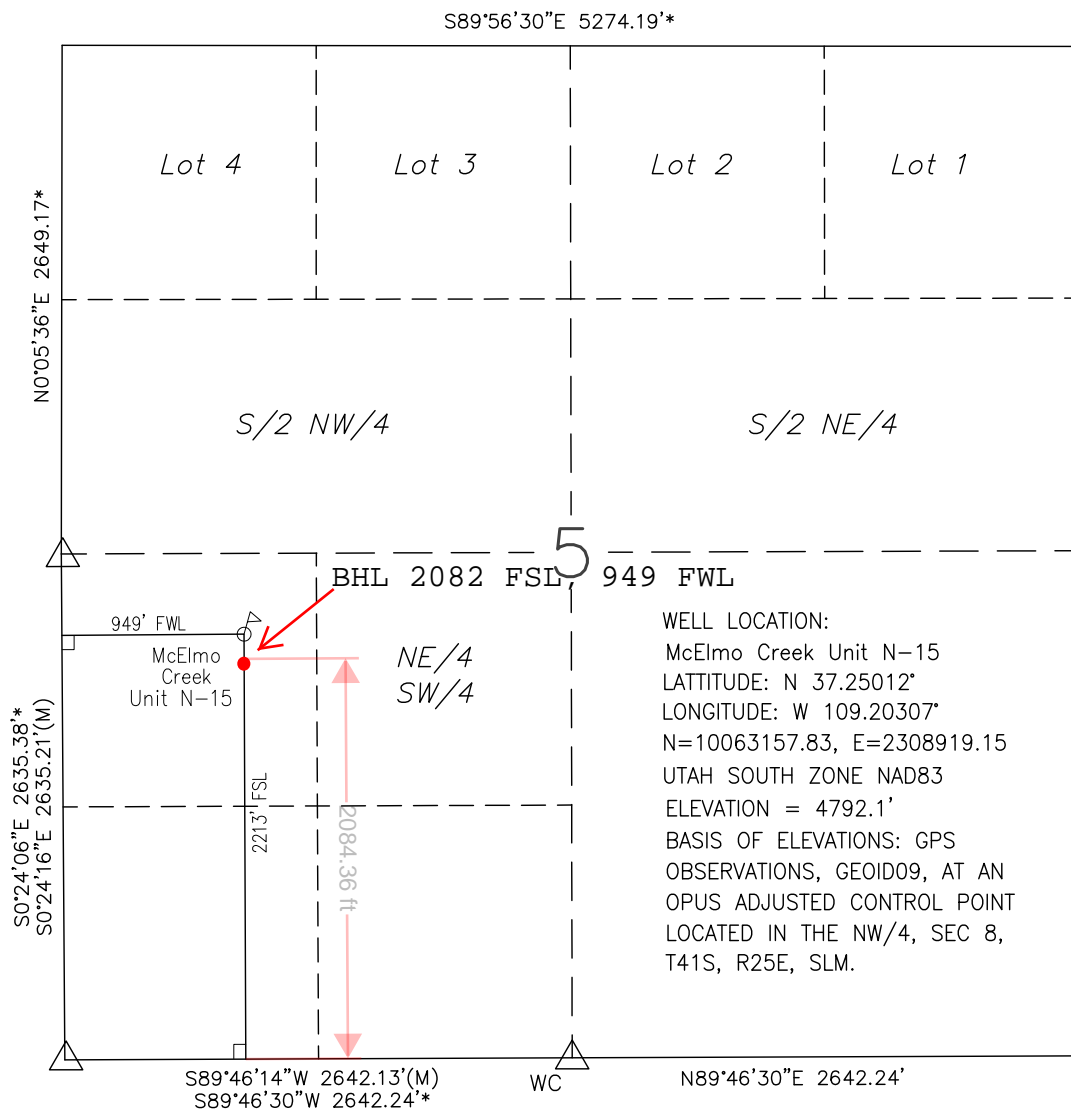 S89°56'30"E 5274.19'*
Lot 4
Lot 3
Lot 2
Lot 1
N0°05'36"E 2649.17*
S/2 NW/4
S/2 NE/4
5
BHL 2082 FSL, 949 FWL
949' FWL
McElmo
Creek
Unit N-15
NE/4
SW/4
WELL LOCATION:
McElmo Creek Unit N-15
LATTITUDE: N 37.25012°
LONGITUDE: W 109.20307°
N=10063157.83, E=2308919.15
UTAH SOUTH ZONE NAD83
ELEVATION = 4792.1'
BASIS OF ELEVATIONS: GPS
OBSERVATIONS, GEOID09, AT AN
OPUS ADJUSTED CONTROL POINT
LOCATED IN THE NW/4, SEC 8,
T41S, R25E, SLM.
S0°24'06"E 2635.38'*
S0°24'16"E 2635.21'(M)
2213' FSL
2084.36 ft
S89°46'14"W 2642.13'(M)
S89°46'30"W 2642.24'*
WC
N89°46'30"E 2642.24'